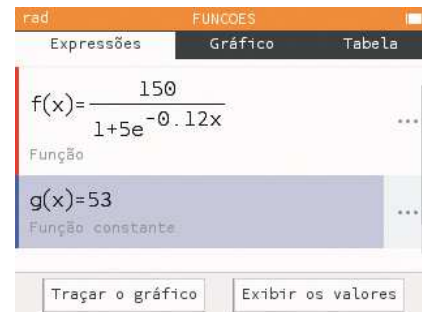 rad FUNCOES
Expressões Gráfico Tabela
f(x)=150/(1+5e^-0.12x)
Função
g(x)=53
Função constante
Traçar o gráfico Exibir os valores